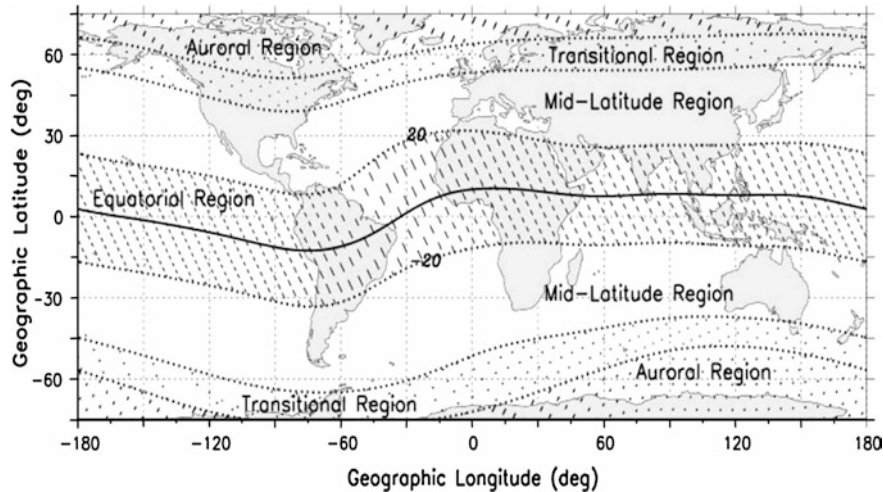 60
30
0
-30
-60
Geographic Latitude (deg)
Auroral Region
Transitional Region
Mid-Latitude Region
20
Equatorial Region
-20
Mid-Latitude Region
Auroral Region
Transitional Region
-180
-120
-60
0
60
120
180
Geographic Longitude (deg)